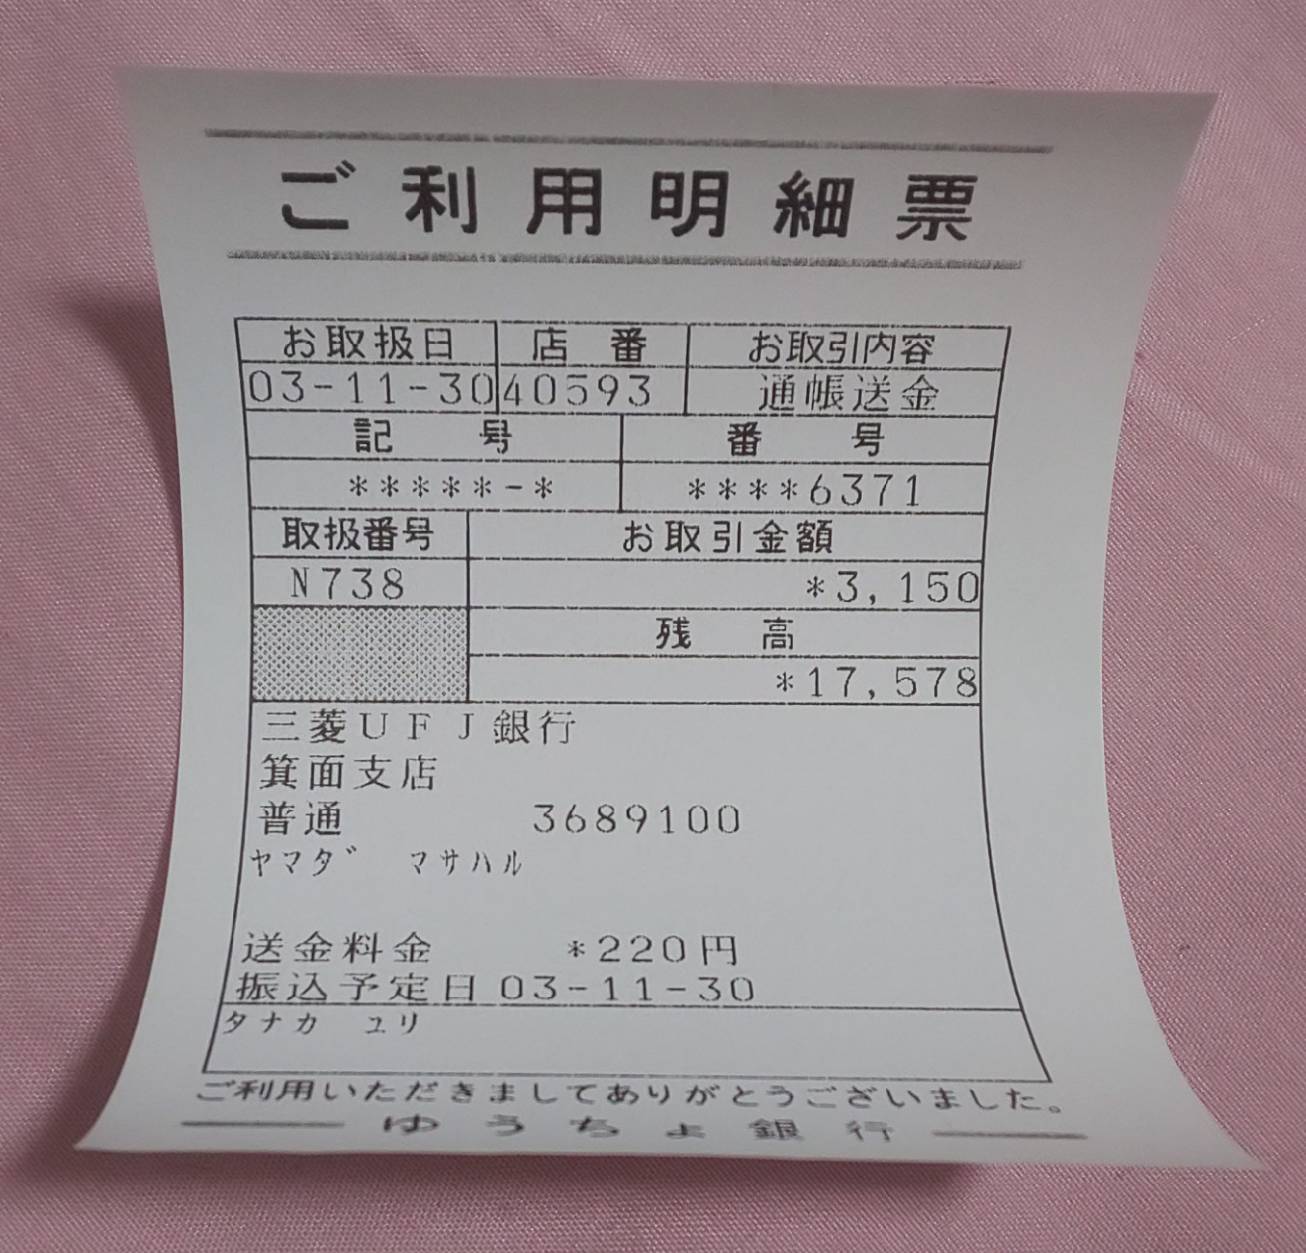 ご利用明細票
お取扱日 店番 お取引内容
03-11-30 40593 通帳送金
記号 番号
*****-* ****6371
取扱番号 お取引金額
N738 *3,150
残高
*17,578
三菱UFJ銀行
箕面支店
普通 3689100
ヤマダ マサハル
送金料金 *220円
振込予定日 03-11-30
タナカ ユリ
ご利用いただきましてありがとうございました。
ゆうちょ銀行